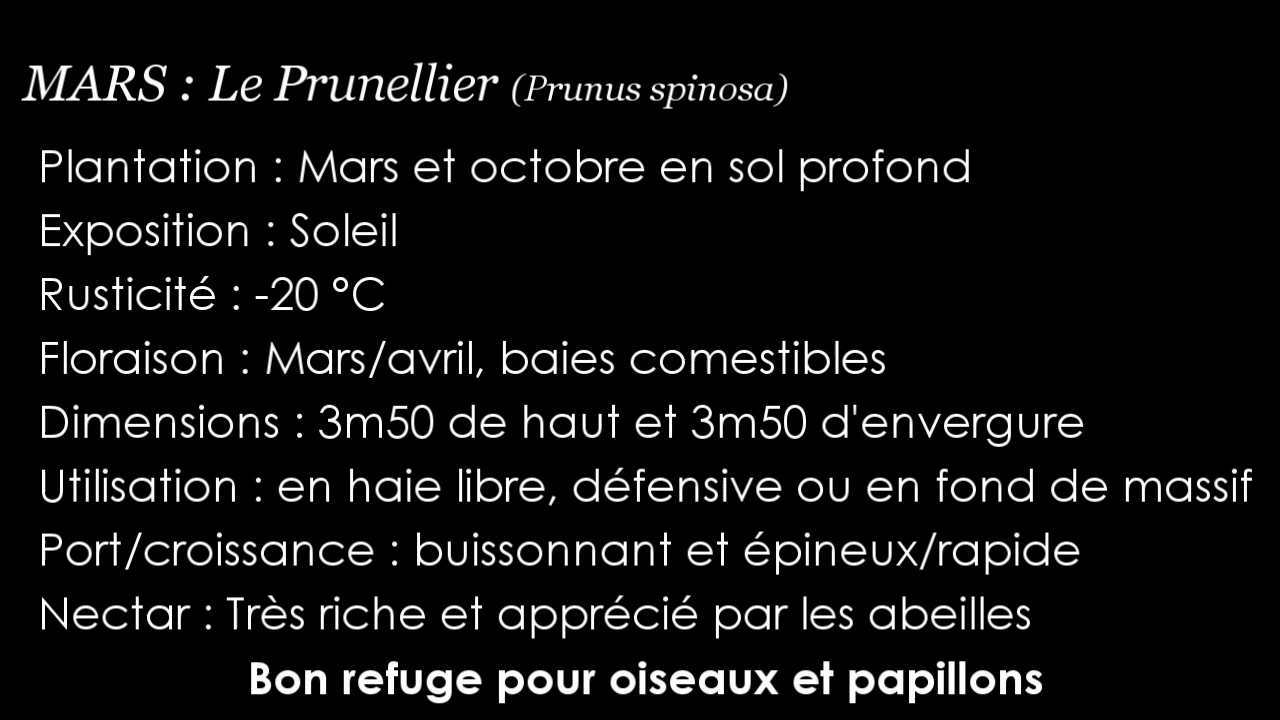 MARS : Le Prunellier (Prunus spinosa)
Plantation : Mars et octobre en sol profond
Exposition : Soleil
Rusticité : -20 °C
Floraison : Mars/avril, baies comestibles
Dimensions : 3m50 de haut et 3m50 d'envergure
Utilisation : en haie libre, défensive ou en fond de massif
Port/croissance : buissonnant et épineux/rapide
Nectar : Très riche et apprécié par les abeilles
Bon refuge pour oiseaux et papillons